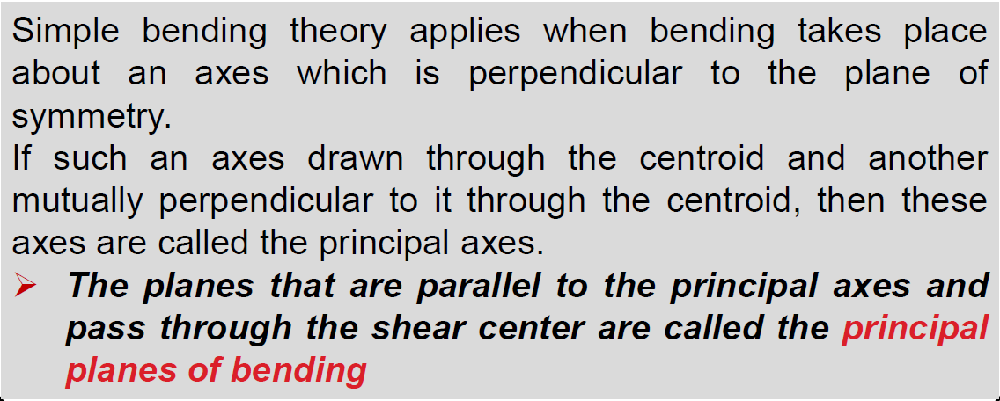 Simple bending theory applies when bending takes place
about an axes which is perpendicular to the plane of
symmetry.
If such an axes drawn through the centroid and another
mutually perpendicular to it through the centroid, then these
axes are called the principal axes.
➢ The planes that are parallel to the principal axes and
pass through the shear center are called the principal
planes of bending